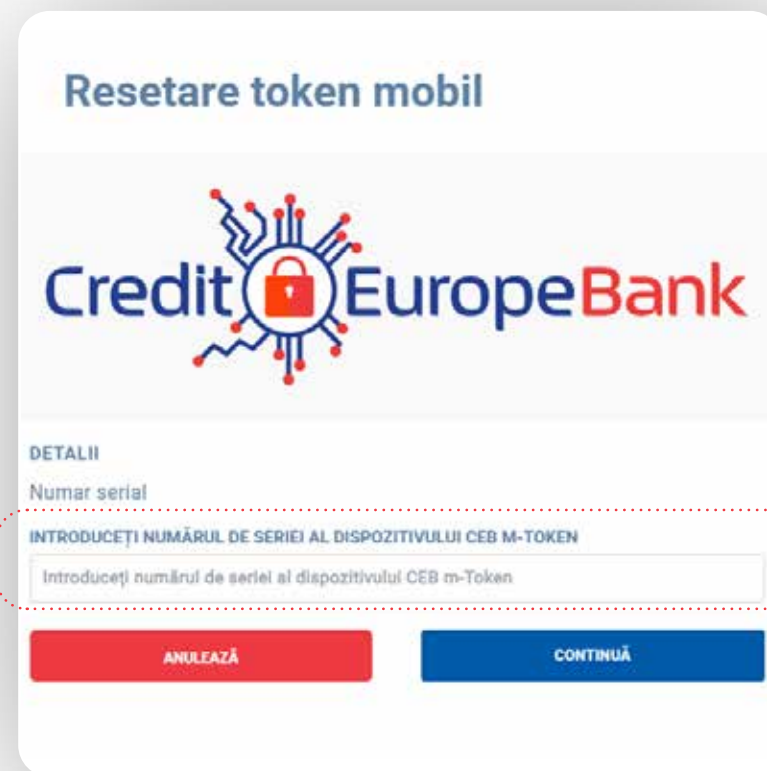 Resetare token mobil
Credit EuropeBank
DETALII
Numar serial
INTRODUCEȚI NUMĂRUL DE SERIEI AL DISPOZITIVULUI CEB M-TOKEN
Introduceți numărul de seriei al dispozitivului CEB m-Token
ANULEAZĂ CONTINUĂ